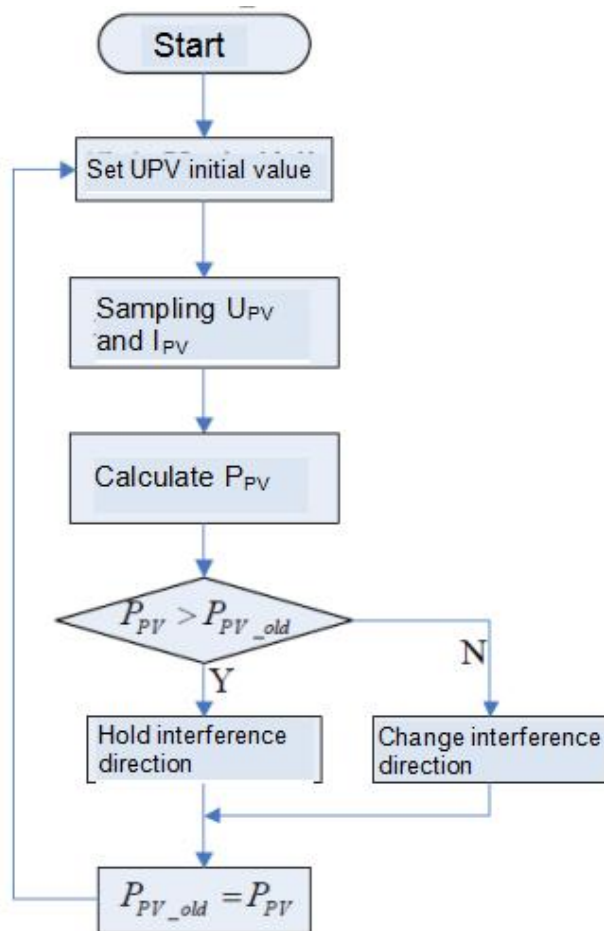 Start
Set UPV initial value
Sampling UPV
and IPV
Calculate PPV
PPV > PPV_old
N
Y
Hold interference
direction
Change interference
direction
PPV_old = PPV